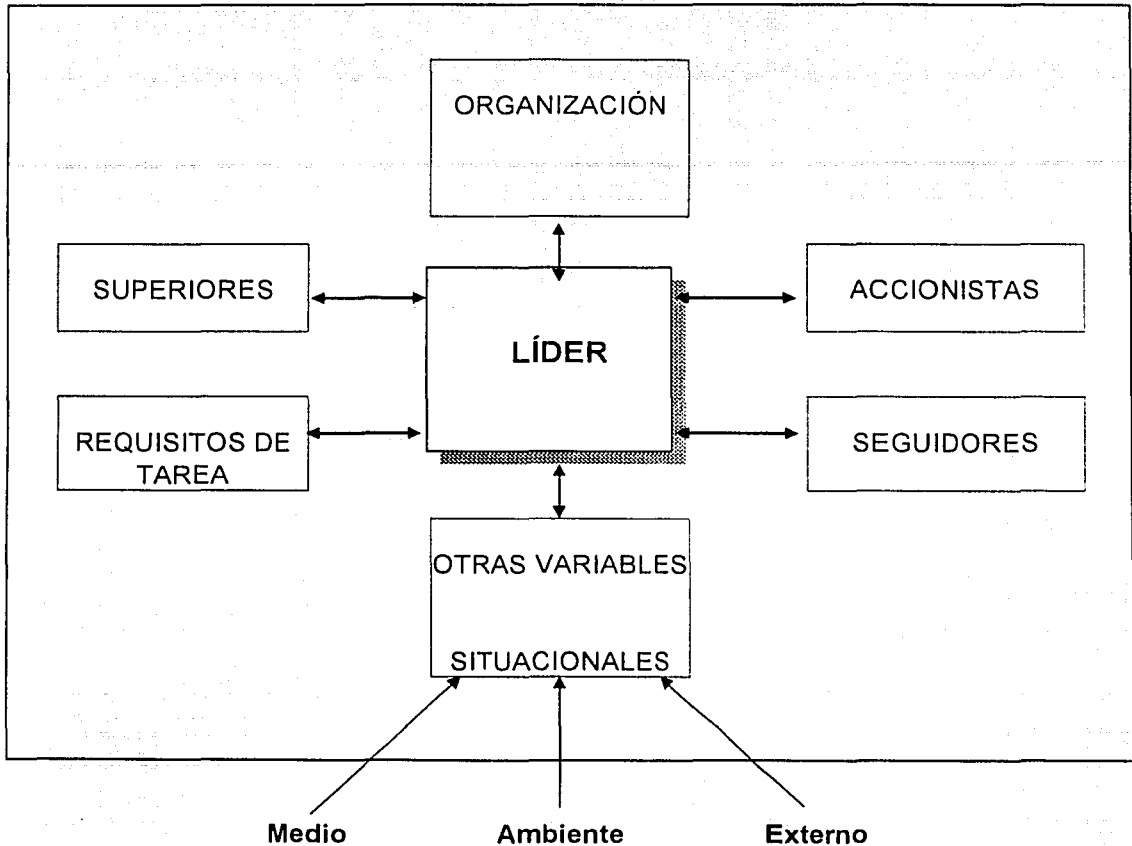 ORGANIZACIÓN
SUPERIORES
LÍDER
ACCIONISTAS
REQUISITOS DE
TAREA
SEGUIDORES
OTRAS VARIABLES
SITUACIONALES
Medio Ambiente Externo